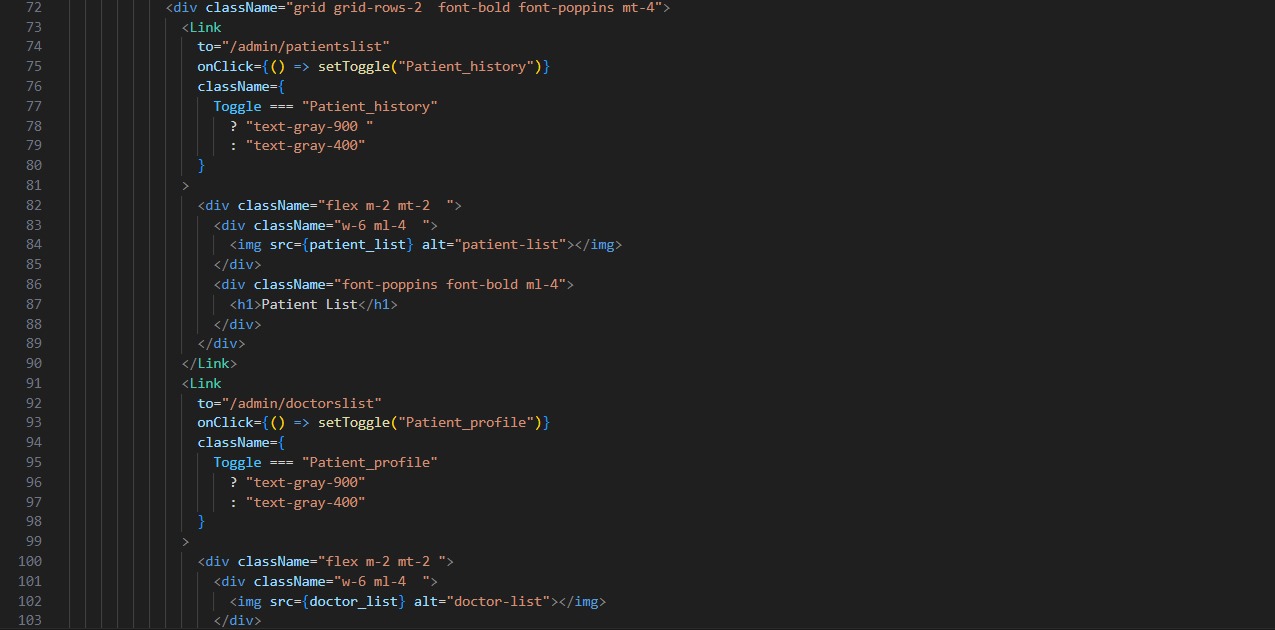 72 <div className="grid grid-rows-2  font-bold font-poppins mt-4">
73 <Link
74 to="/admin/patientslist"
75 onClick={() => setToggle("Patient_history")}
76 className={
77 Toggle === "Patient_history"
78 ? "text-gray-900 "
79 : "text-gray-400"
80 }
81 >
82 <div className="flex m-2 mt-2  ">
83 <div className="w-6 ml-4  ">
84 <img src={patient_list} alt="patient-list"></img>
85 </div>
86 <div className="font-poppins font-bold ml-4">
87 <h1>Patient List</h1>
88 </div>
89 </div>
90 </Link>
91 <Link
92 to="/admin/doctorslist"
93 onClick={() => setToggle("Patient_profile")}
94 className={
95 Toggle === "Patient_profile"
96 ? "text-gray-900"
97 : "text-gray-400"
98 }
99 >
100 <div className="flex m-2 mt-2 ">
101 <div className="w-6 ml-4  ">
102 <img src={doctor_list} alt="doctor-list"></img>
103 </div>